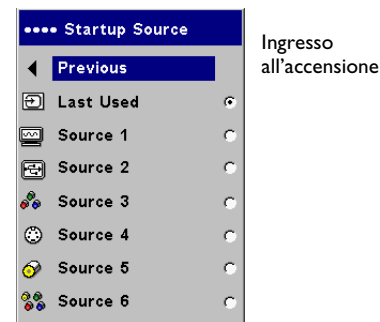 •••• Startup Source
Previous
Last Used
Source 1
Source 2
Source 3
Source 4
Source 5
Source 6
Ingresso
all'accensione